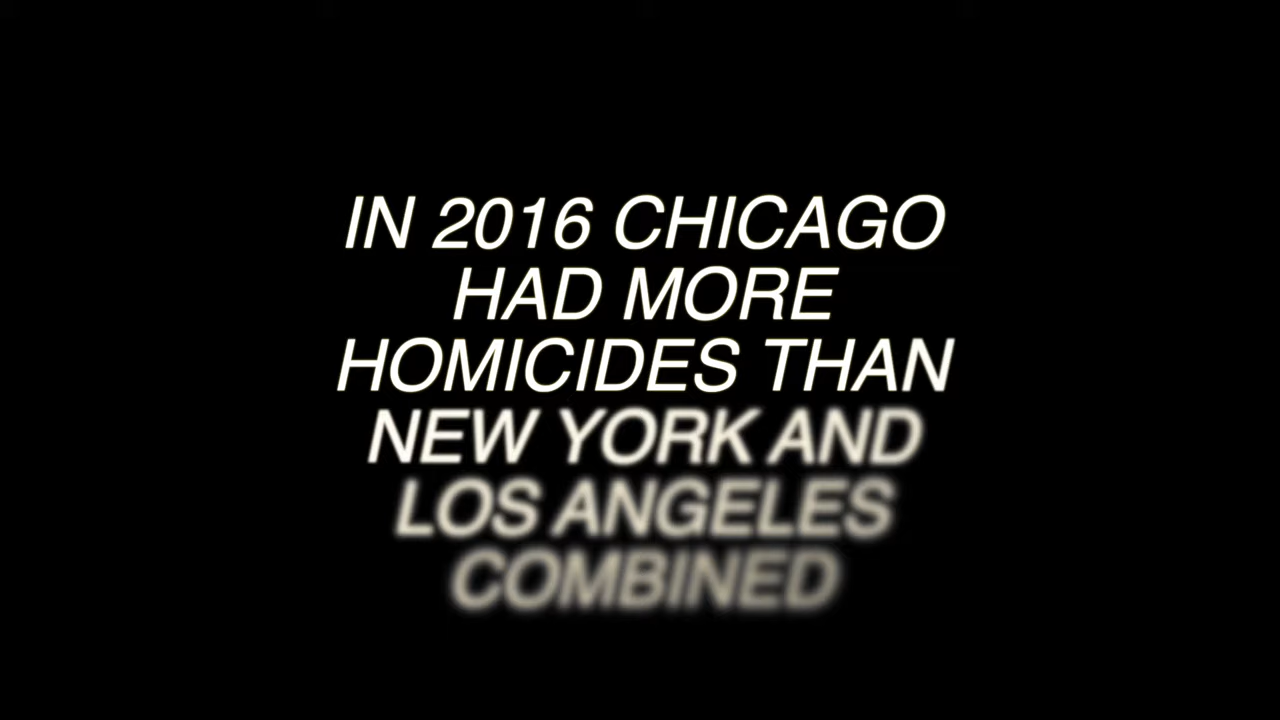 IN 2016 CHICAGO
HAD MORE
HOMICIDES THAN
NEW YORK AND
LOS ANGELES
COMBINED